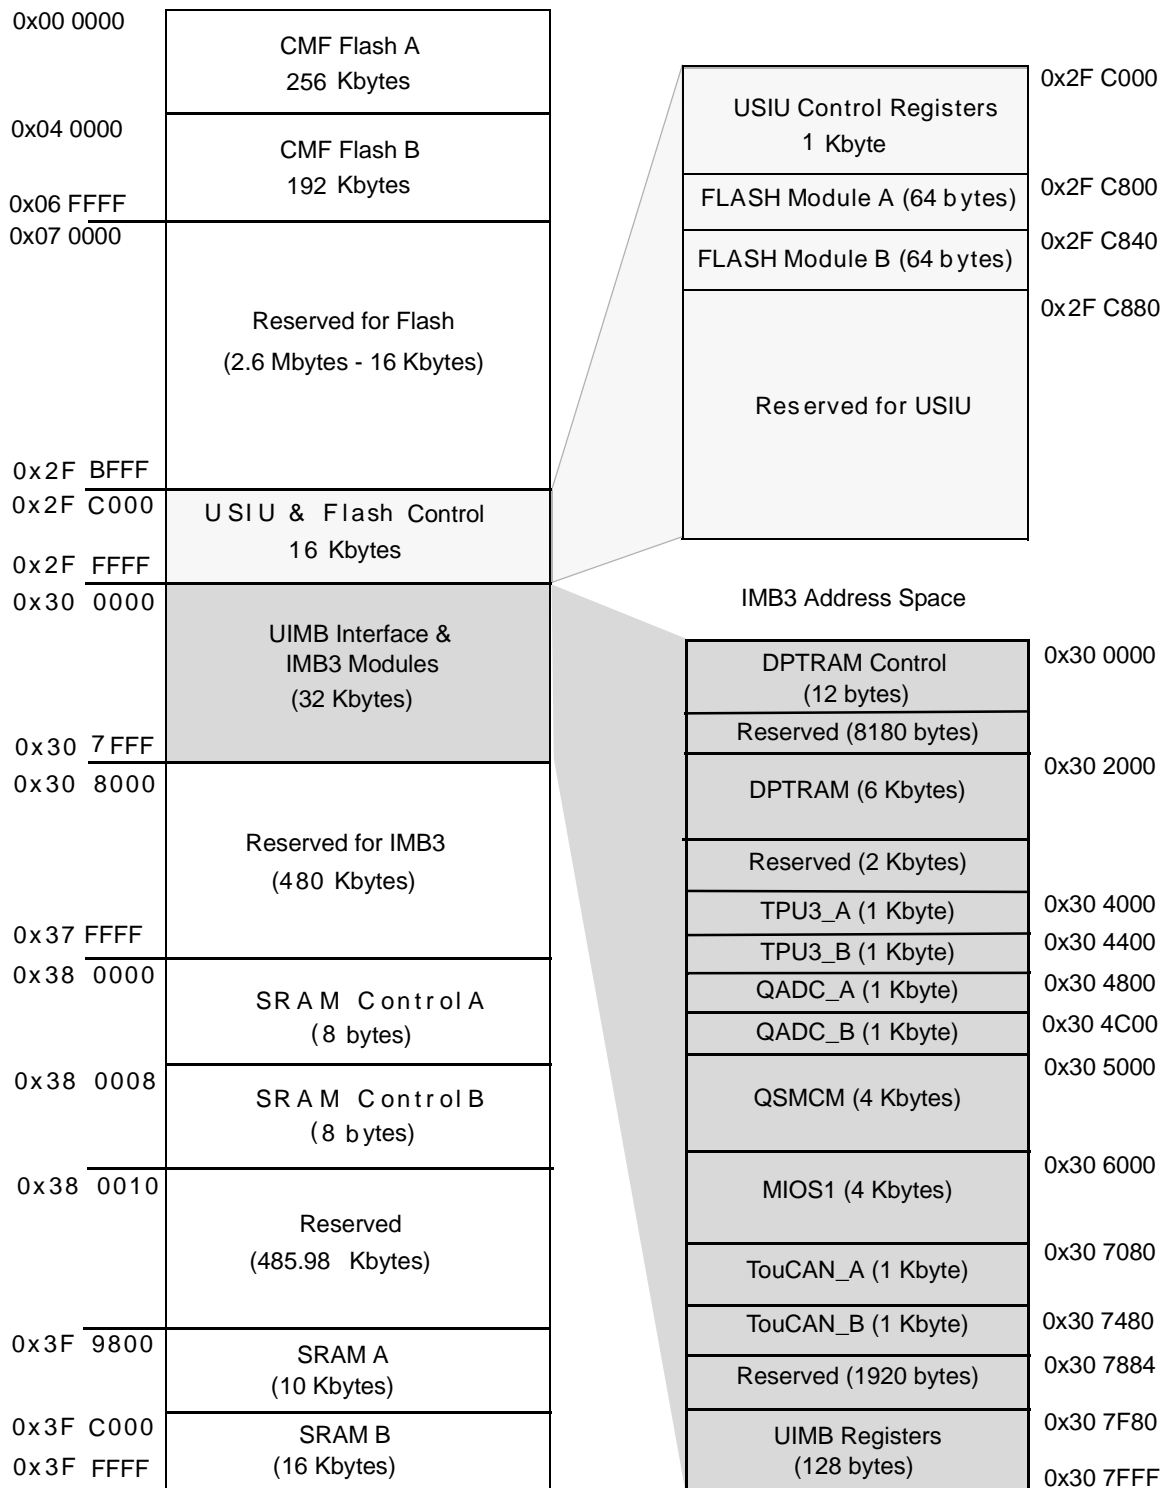 0x00 0000
CMF Flash A
256 Kbytes
0x04 0000
CMF Flash B
192 Kbytes
0x06 FFFF
0x07 0000
Reserved for Flash
(2.6 Mbytes - 16 Kbytes)
0x2F BFFF
0x2F C000
USIU & Flash Control
16 Kbytes
0x2F FFFF
0x30 0000
UIMB Interface &
IMB3 Modules
(32 Kbytes)
0x30 7FFF
0x30 8000
Reserved for IMB3
(480 Kbytes)
0x37 FFFF
0x38 0000
SRAM Control A
(8 bytes)
0x38 0008
SRAM Control B
(8 bytes)
0x38 0010
Reserved
(485.98 Kbytes)
0x3F 9800
SRAM A
(10 Kbytes)
0x3F C000
SRAM B
(16 Kbytes)
0x3F FFFF
0x2F C000
USIU Control Registers
1 Kbyte
FLASH Module A (64 bytes)
0x2F C800
FLASH Module B (64 bytes)
0x2F C840
0x2F C880
Reserved for USIU
IMB3 Address Space
DPTRAM Control
(12 bytes)
0x30 0000
Reserved (8180 bytes)
0x30 2000
DPTRAM (6 Kbytes)
Reserved (2 Kbytes)
TPU3_A (1 Kbyte)
0x30 4000
TPU3_B (1 Kbyte)
0x30 4400
QADC_A (1 Kbyte)
0x30 4800
QADC_B (1 Kbyte)
0x30 4C00
0x30 5000
QSMCM (4 Kbytes)
0x30 6000
MIOS1 (4 Kbytes)
0x30 7080
TouCAN_A (1 Kbyte)
TouCAN_B (1 Kbyte)
0x30 7480
Reserved (1920 bytes)
0x30 7884
0x30 7F80
UIMB Registers
(128 bytes)
0x30 7FFF